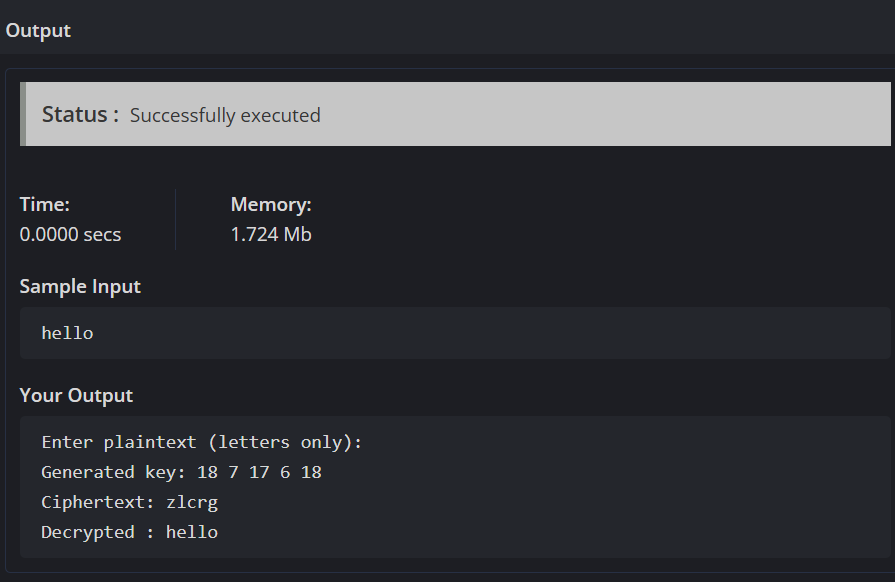 Output
Status : Successfully executed
Time: Memory:
0.0000 secs 1.724 Mb
Sample Input
hello
Your Output
Enter plaintext (letters only):
Generated key: 18 7 17 6 18
Ciphertext: zlcrg
Decrypted : hello